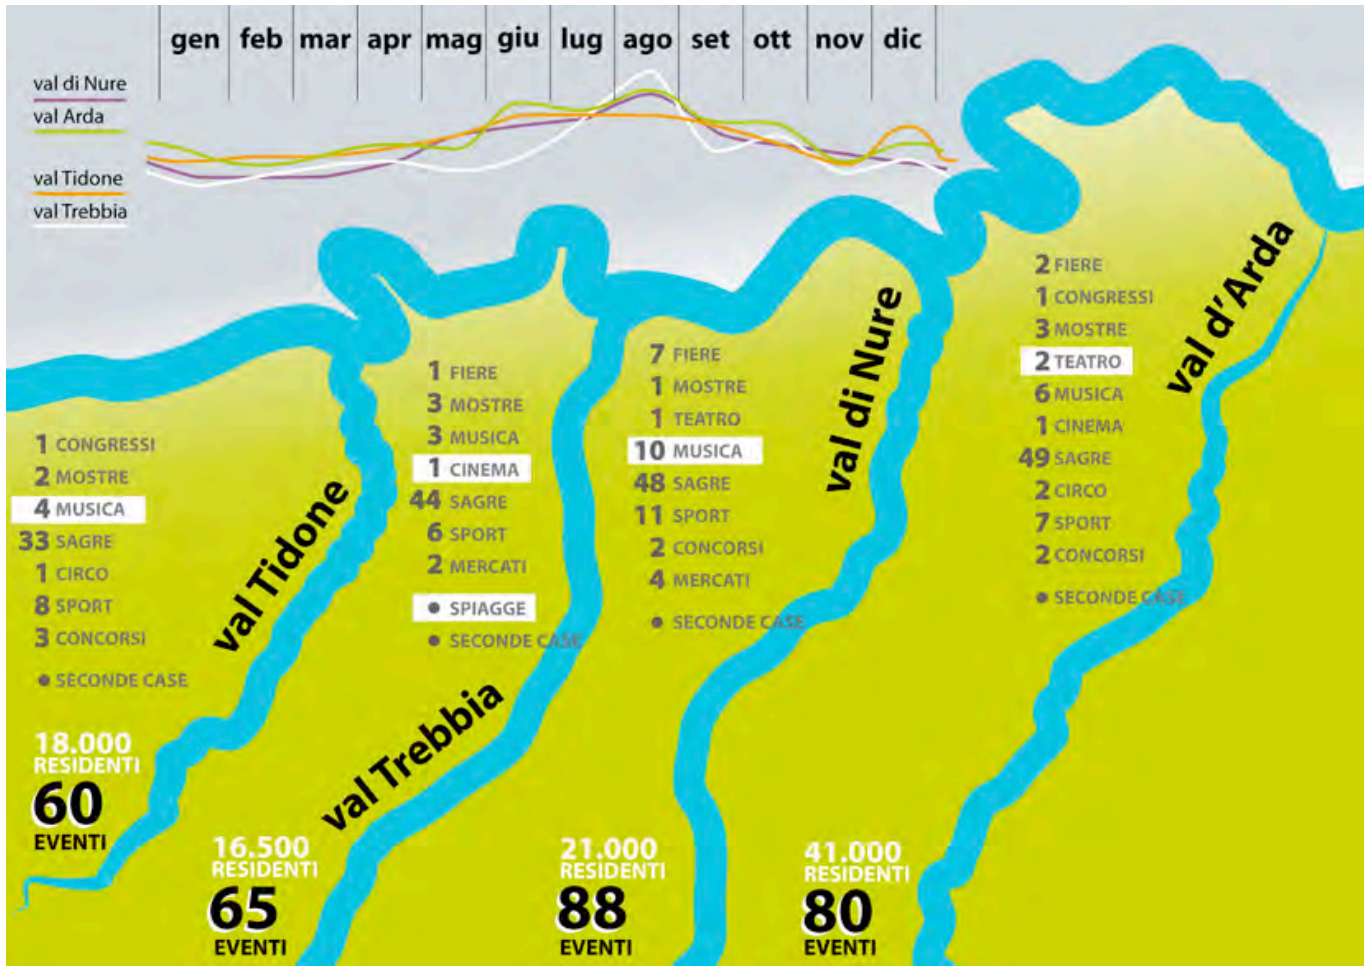 gen feb mar apr mag giu lug ago set ott nov dic
val di Nure
val Arda
val Tidone
val Trebbia
1 CONGRESSI
2 MOSTRE
4 MUSICA
33 SAGRE
1 CIRCO
8 SPORT
3 CONCORSI
• SECONDE CASE
18.000
RESIDENTI
60
EVENTI
val Tidone
1 FIERE
3 MOSTRE
3 MUSICA
1 CINEMA
44 SAGRE
6 SPORT
2 MERCATI
• SPIAGGE
• SECONDE CASE
16.500
RESIDENTI
65
EVENTI
val Trebbia
7 FIERE
1 MOSTRE
1 TEATRO
10 MUSICA
48 SAGRE
11 SPORT
2 CONCORSI
4 MERCATI
• SECONDE CASE
21.000
RESIDENTI
88
EVENTI
val di Nure
2 FIERE
1 CONGRESSI
3 MOSTRE
2 TEATRO
6 MUSICA
1 CINEMA
49 SAGRE
2 CIRCO
7 SPORT
2 CONCORSI
• SECONDE CASE
41.000
RESIDENTI
80
EVENTI
val d'Arda